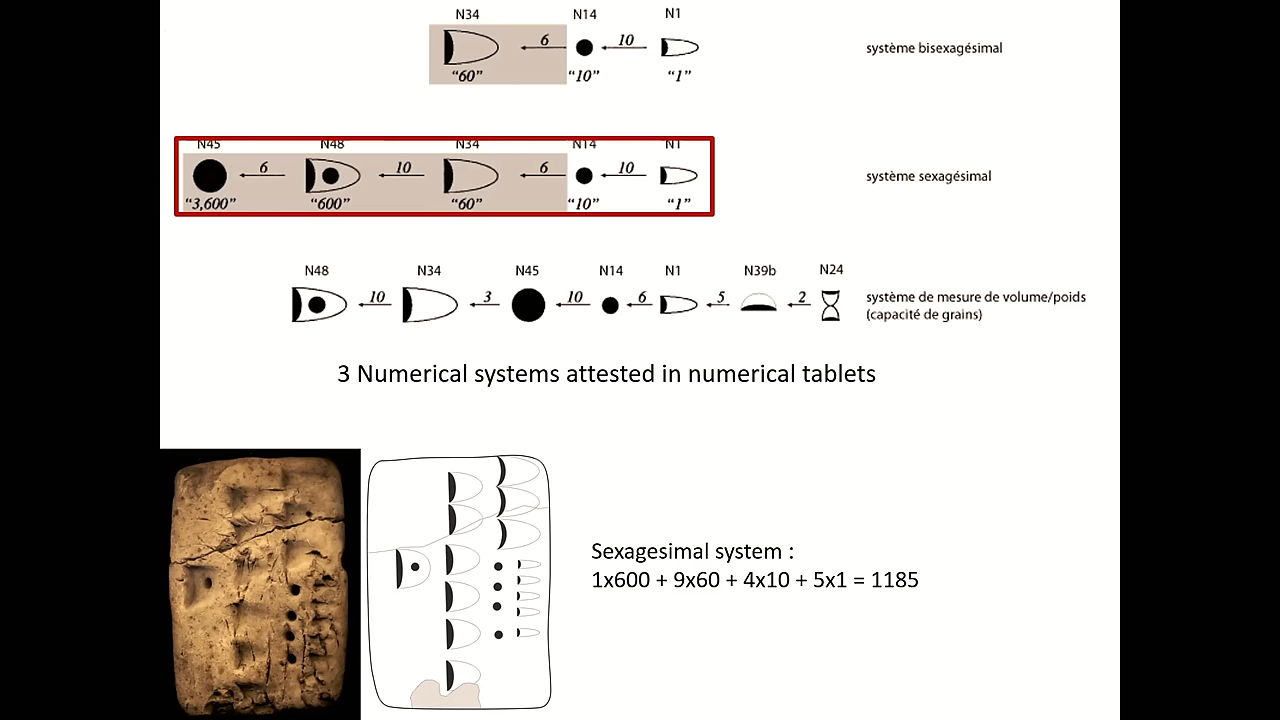 N34 N14 N1
6 10
“60” “10” “1” système bisexagésimal
N45 N48 N34 N14 N1
6 10 6 10 système sexagésimal
“3,600” “600” “60” “10” “1”
N48 N34 N45 N14 N1 N39b N24
10 3 10 6 5 2 système de mesure de volume/poids
(capacité de grains)
3 Numerical systems attested in numerical tablets
Sexagesimal system :
1x600 + 9x60 + 4x10 + 5x1 = 1185